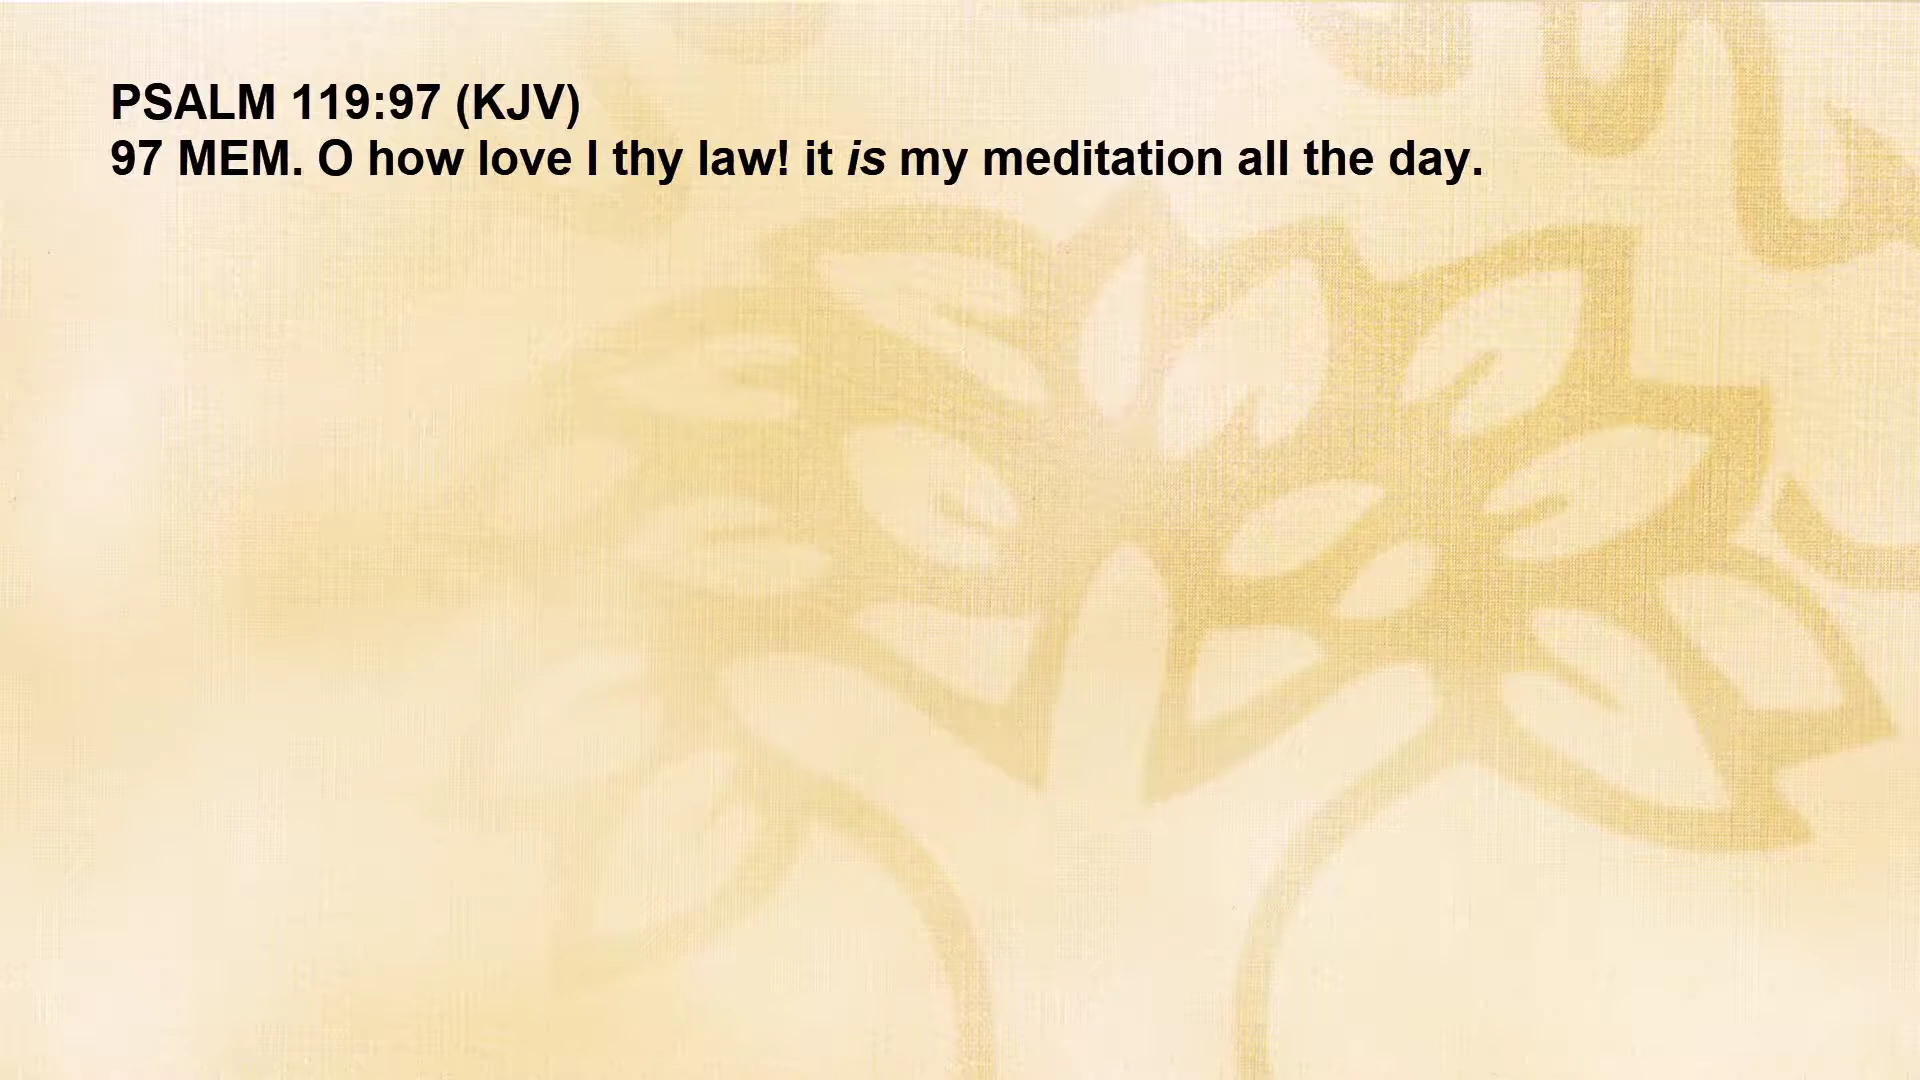 PSALM 119:97 (KJV)
97 MEM. O how love I thy law! it is my meditation all the day.